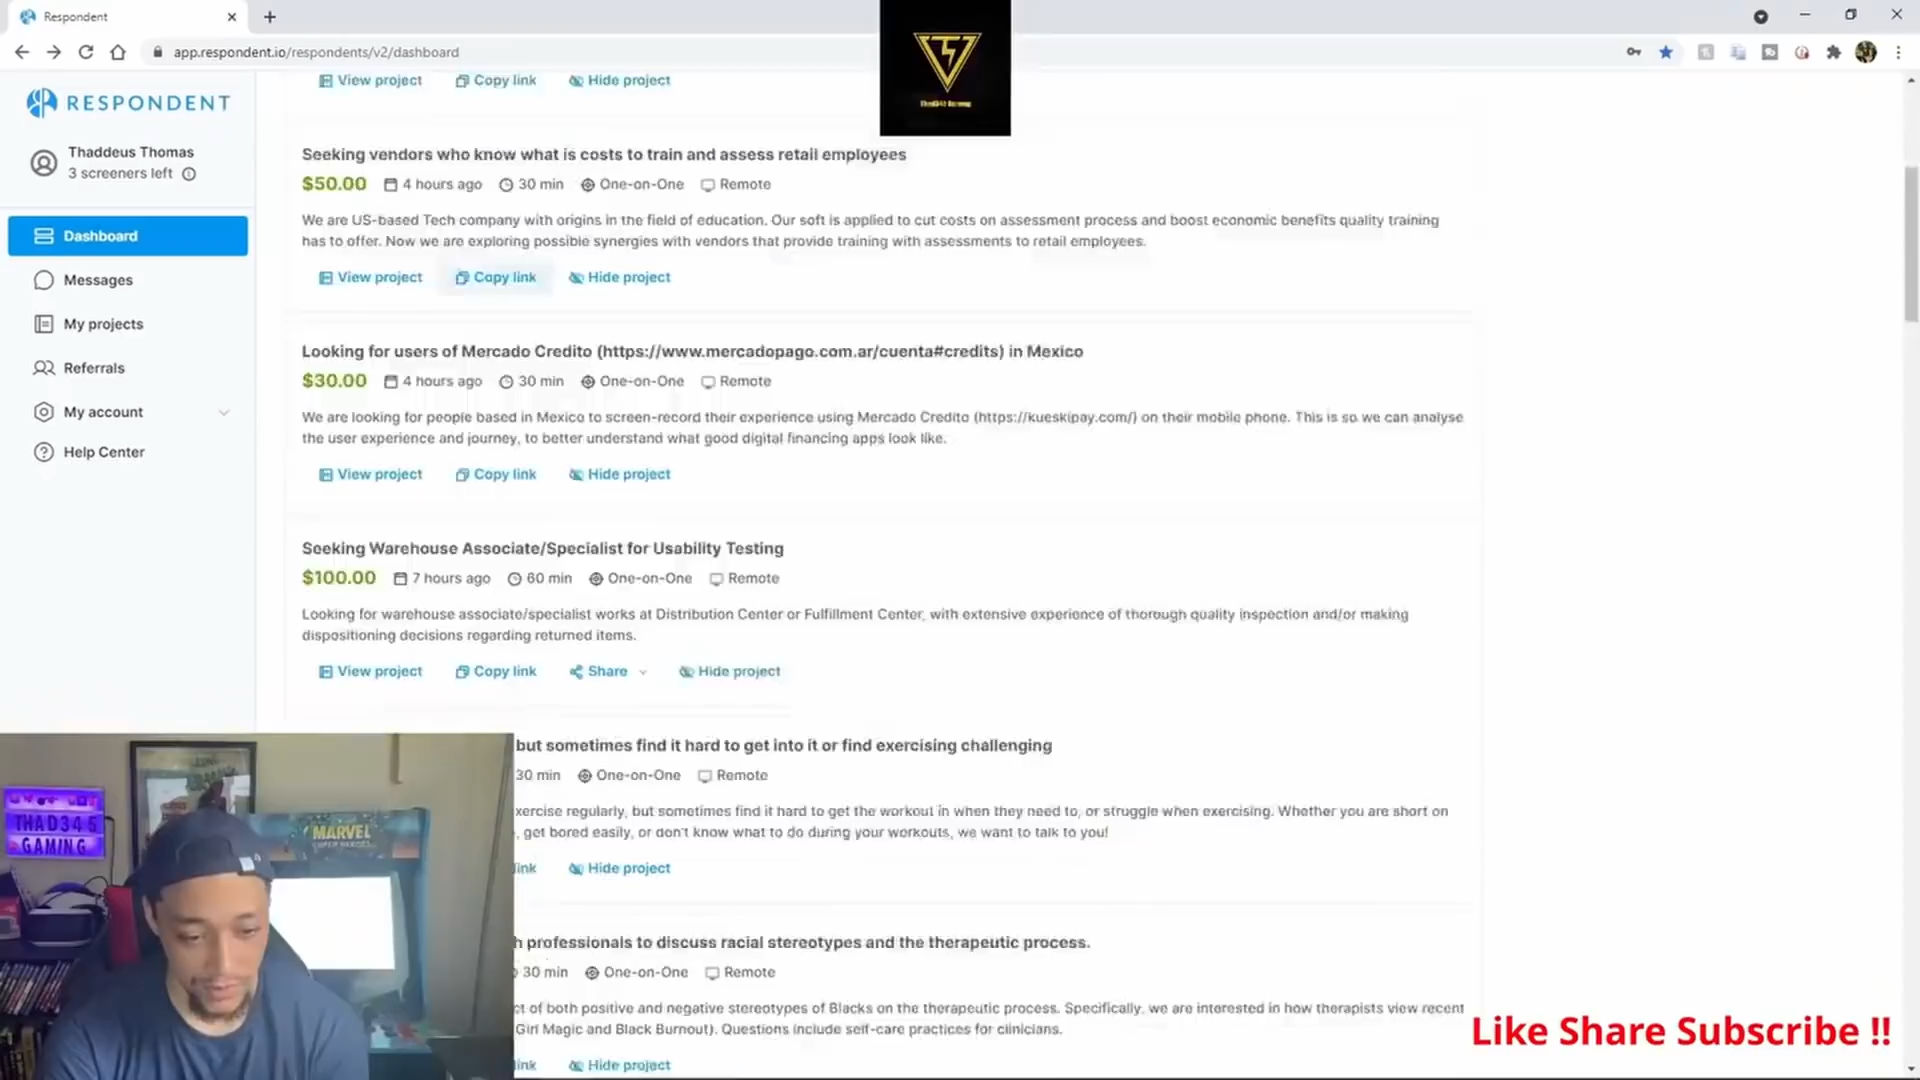 Respondent
app.respondent.io/respondents/v2/dashboard
View project Copy link Hide project
RESPONDENT
Thaddeus Thomas
3 screeners left
Dashboard
Messages
My projects
Referrals
My account
Help Center
Seeking vendors who know what is costs to train and assess retail employees
$50.00 4 hours ago 30 min One-on-One Remote
We are US-based Tech company with origins in the field of education. Our soft is applied to cut costs on assessment process and boost economic benefits quality training
has to offer. Now we are exploring possible synergies with vendors that provide training with assessments to retail employees.
View project Copy link Hide project
Looking for users of Mercado Credito (https://www.mercadopago.com.ar/cuenta#credits) in Mexico
$30.00 4 hours ago 30 min One-on-One Remote
We are looking for people based in Mexico to screen-record their experience using Mercado Credito (https://kueskipay.com/) on their mobile phone. This is so we can analyse
the user experience and journey, to better understand what good digital financing apps look like.
View project Copy link Hide project
Seeking Warehouse Associate/Specialist for Usability Testing
$100.00 7 hours ago 60 min One-on-One Remote
Looking for warehouse associate/specialist works at Distribution Center or Fulfillment Center, with extensive experience of thorough quality inspection and/or making
dispositioning decisions regarding returned items.
View project Copy link Share Hide project
but sometimes find it hard to get into it or find exercising challenging
30 min One-on-One Remote
xercise regularly, but sometimes find it hard to get the workout in when they need to, or struggle when exercising. Whether you are short on
, get bored easily, or don't know what to do during your workouts, we want to talk to you!
link Hide project
h professionals to discuss racial stereotypes and the therapeutic process.
30 min One-on-One Remote
ct of both positive and negative stereotypes of Blacks on the therapeutic process. Specifically, we are interested in how therapists view recent
Girl Magic and Black Burnout). Questions include self-care practices for clinicians.
link Hide project
THAD345
GAMING
MARVEL
SUPER HEROES
Like Share Subscribe !!